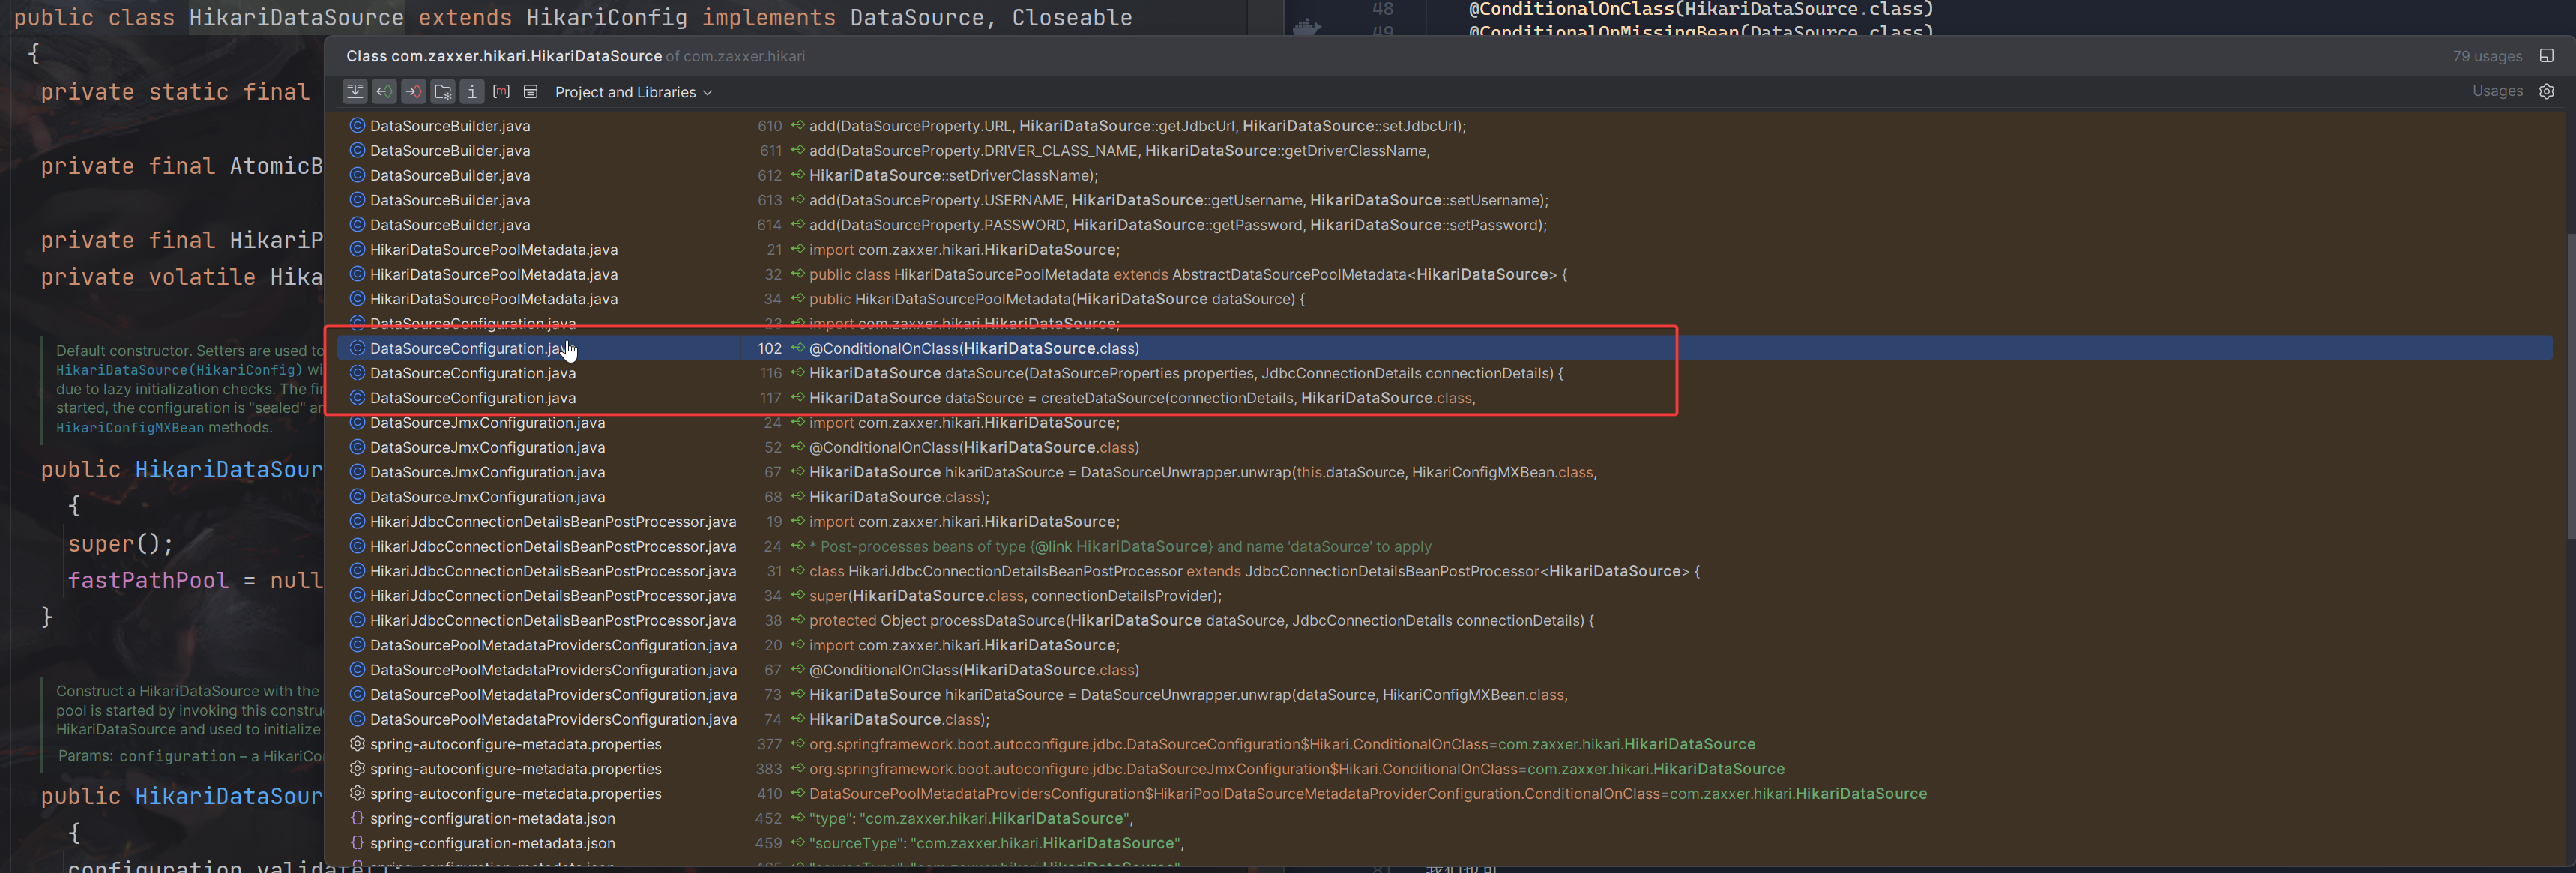 public class HikariDataSource extends HikariConfig implements DataSource, Closeable
{
private static final
private final AtomicB
private final HikariP
private volatile Hika
Default constructor. Setters are used to
HikariDataSource(HikariConfig) wi
due to lazy initialization checks. The fir
started, the configuration is "sealed" an
HikariConfigMXBean methods.
public HikariDataSour
{
super();
fastPathPool = null
}
Construct a HikariDataSource with the
pool is started by invoking this constru
HikariDataSource and used to initialize
Params: configuration – a HikariCo
public HikariDataSour
{
configuration.validate();
48 @ConditionalOnClass(HikariDataSource.class)
49 @ConditionalOnMissingBean(DataSource.class)
Class com.zaxxer.hikari.HikariDataSource of com.zaxxer.hikari 79 usages
Project and Libraries Usages
DataSourceBuilder.java 610 add(DataSourceProperty.URL, HikariDataSource::getJdbcUrl, HikariDataSource::setJdbcUrl);
DataSourceBuilder.java 611 add(DataSourceProperty.DRIVER_CLASS_NAME, HikariDataSource::getDriverClassName,
DataSourceBuilder.java 612 HikariDataSource::setDriverClassName);
DataSourceBuilder.java 613 add(DataSourceProperty.USERNAME, HikariDataSource::getUsername, HikariDataSource::setUsername);
DataSourceBuilder.java 614 add(DataSourceProperty.PASSWORD, HikariDataSource::getPassword, HikariDataSource::setPassword);
HikariDataSourcePoolMetadata.java 21 import com.zaxxer.hikari.HikariDataSource;
HikariDataSourcePoolMetadata.java 32 public class HikariDataSourcePoolMetadata extends AbstractDataSourcePoolMetadata<HikariDataSource> {
HikariDataSourcePoolMetadata.java 34 public HikariDataSourcePoolMetadata(HikariDataSource dataSource) {
DataSourceConfiguration.java 23 import com.zaxxer.hikari.HikariDataSource;
DataSourceConfiguration.java 102 @ConditionalOnClass(HikariDataSource.class)
DataSourceConfiguration.java 116 HikariDataSource dataSource(DataSourceProperties properties, JdbcConnectionDetails connectionDetails) {
DataSourceConfiguration.java 117 HikariDataSource dataSource = createDataSource(connectionDetails, HikariDataSource.class,
DataSourceJmxConfiguration.java 24 import com.zaxxer.hikari.HikariDataSource;
DataSourceJmxConfiguration.java 52 @ConditionalOnClass(HikariDataSource.class)
DataSourceJmxConfiguration.java 67 HikariDataSource hikariDataSource = DataSourceUnwrapper.unwrap(this.dataSource, HikariConfigMXBean.class,
DataSourceJmxConfiguration.java 68 HikariDataSource.class);
HikariJdbcConnectionDetailsBeanPostProcessor.java 19 import com.zaxxer.hikari.HikariDataSource;
HikariJdbcConnectionDetailsBeanPostProcessor.java 24 * Post-processes beans of type {@link HikariDataSource} and name 'dataSource' to apply
HikariJdbcConnectionDetailsBeanPostProcessor.java 31 class HikariJdbcConnectionDetailsBeanPostProcessor extends JdbcConnectionDetailsBeanPostProcessor<HikariDataSource> {
HikariJdbcConnectionDetailsBeanPostProcessor.java 34 super(HikariDataSource.class, connectionDetailsProvider);
HikariJdbcConnectionDetailsBeanPostProcessor.java 38 protected Object processDataSource(HikariDataSource dataSource, JdbcConnectionDetails connectionDetails) {
DataSourcePoolMetadataProvidersConfiguration.java 20 import com.zaxxer.hikari.HikariDataSource;
DataSourcePoolMetadataProvidersConfiguration.java 67 @ConditionalOnClass(HikariDataSource.class)
DataSourcePoolMetadataProvidersConfiguration.java 73 HikariDataSource hikariDataSource = DataSourceUnwrapper.unwrap(dataSource, HikariConfigMXBean.class,
DataSourcePoolMetadataProvidersConfiguration.java 74 HikariDataSource.class);
spring-autoconfigure-metadata.properties 377 org.springframework.boot.autoconfigure.jdbc.DataSourceConfiguration$Hikari.ConditionalOnClass=com.zaxxer.hikari.HikariDataSource
spring-autoconfigure-metadata.properties 383 org.springframework.boot.autoconfigure.jdbc.DataSourceJmxConfiguration$Hikari.ConditionalOnClass=com.zaxxer.hikari.HikariDataSource
spring-autoconfigure-metadata.properties 410 DataSourcePoolMetadataProvidersConfiguration$HikariPoolDataSourceMetadataProviderConfiguration.ConditionalOnClass=com.zaxxer.hikari.HikariDataSource
spring-configuration-metadata.json 452 "type": "com.zaxxer.hikari.HikariDataSource",
spring-configuration-metadata.json 459 "sourceType": "com.zaxxer.hikari.HikariDataSource",